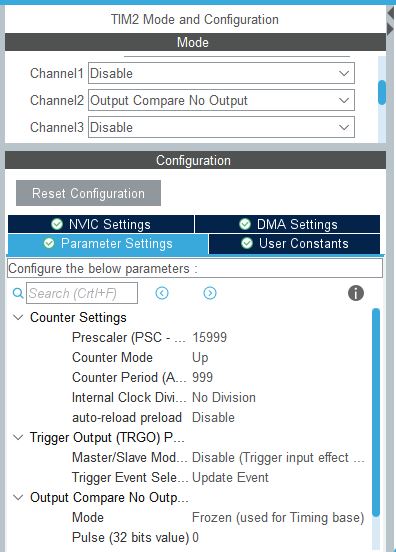 TIM2 Mode and Configuration
Mode
Channel1 Disable
Channel2 Output Compare No Output
Channel3 Disable
Configuration
Reset Configuration
NVIC Settings DMA Settings
Parameter Settings User Constants
Configure the below parameters :
Search (Crtl+F)
Counter Settings
Prescaler (PSC - ... 15999
Counter Mode Up
Counter Period (A... 999
Internal Clock Divi... No Division
auto-reload preload Disable
Trigger Output (TRGO) P...
Master/Slave Mod... Disable (Trigger input effect ...
Trigger Event Sele... Update Event
Output Compare No Outp...
Mode Frozen (used for Timing base)
Pulse (32 bits value) 0